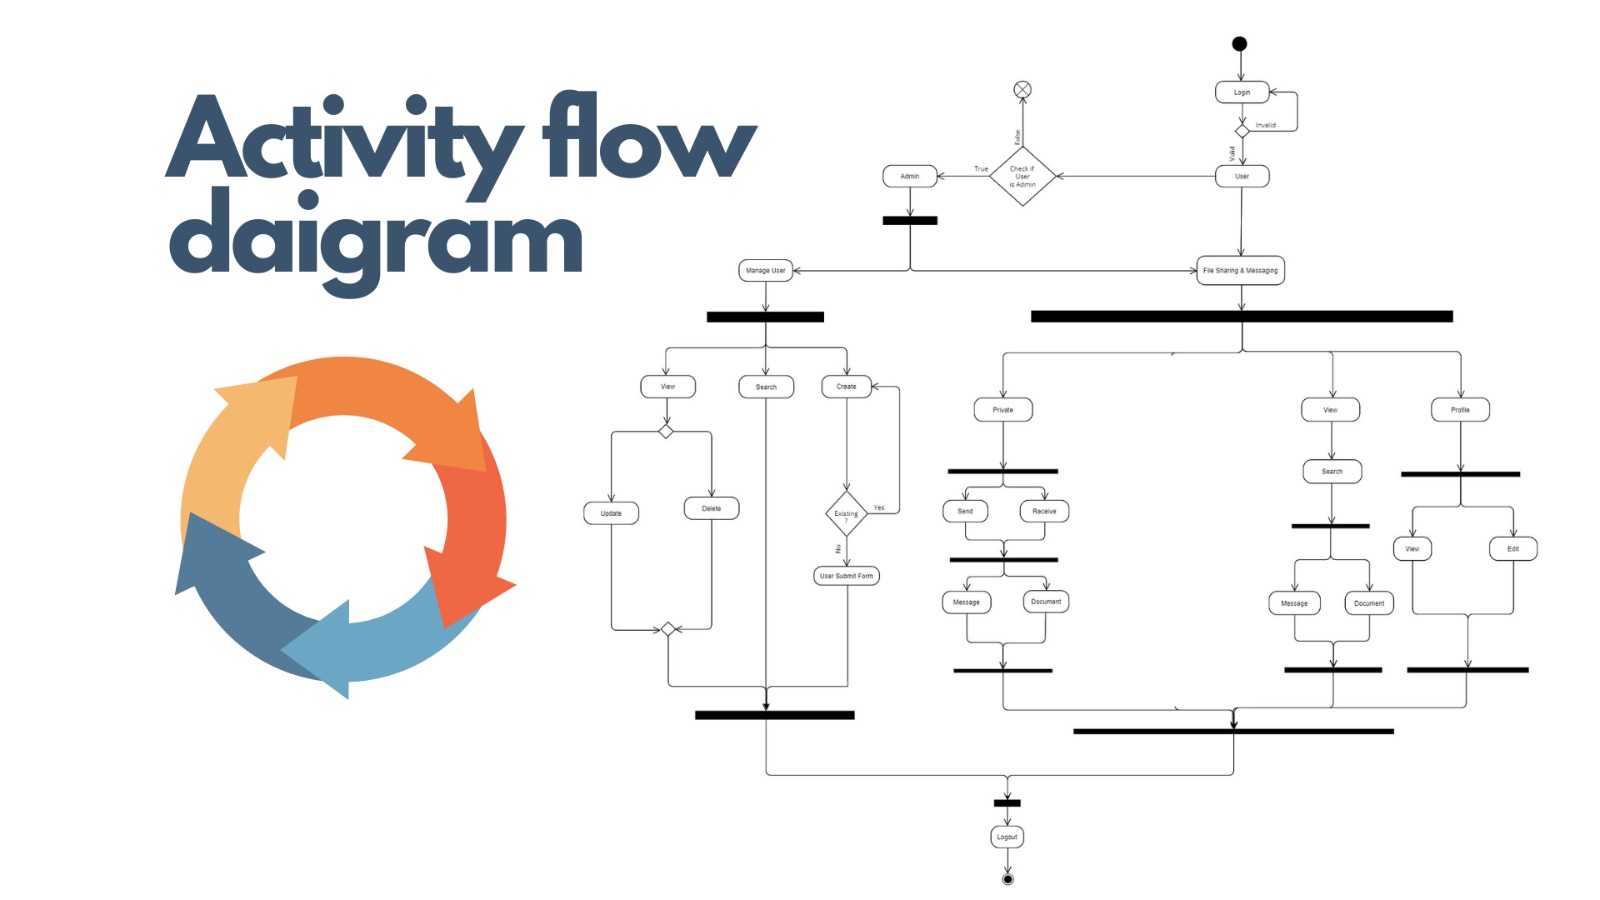 Activity flow
daigram
Login
Invalid
Valid
User
False
Check if
User
is Admin
True
Admin
Manage User
File Sharing & Messaging
View
Search
Create
Update
Delete
Existing
?
Yes
No
User Submit Form
Private
Send
Receive
Message
Document
View
Search
Message
Document
Profile
View
Edit
Logout